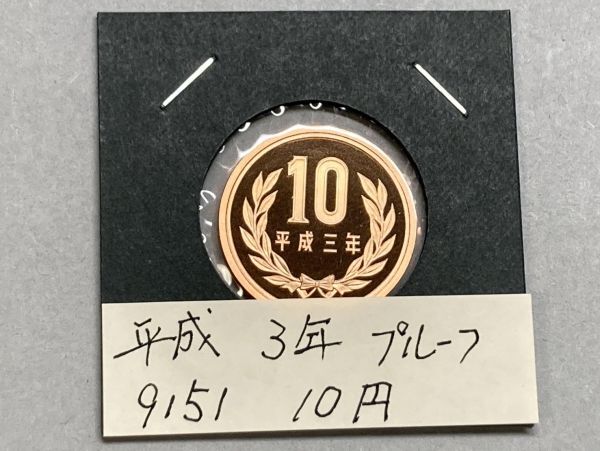 10
平成三年
平成 3年 プルーフ
9151 10円